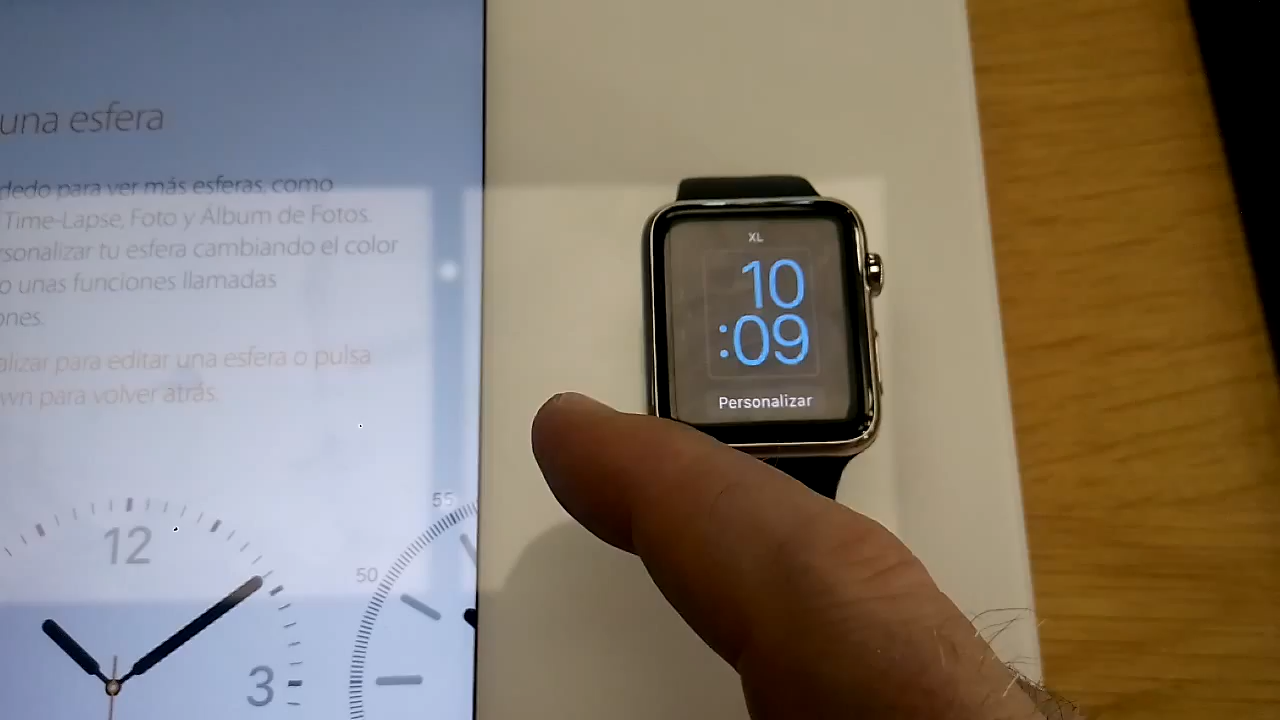 una esfera
dedo para ver más esferas, como
Time-Lapse, Foto y Álbum de Fotos.
rsonalizar tu esfera cambiando el color
o unas funciones llamadas
ones.
alizar para editar una esfera o pulsa
wn para volver atrás.
12
3
55
50
XL
10
:09
Personalizar